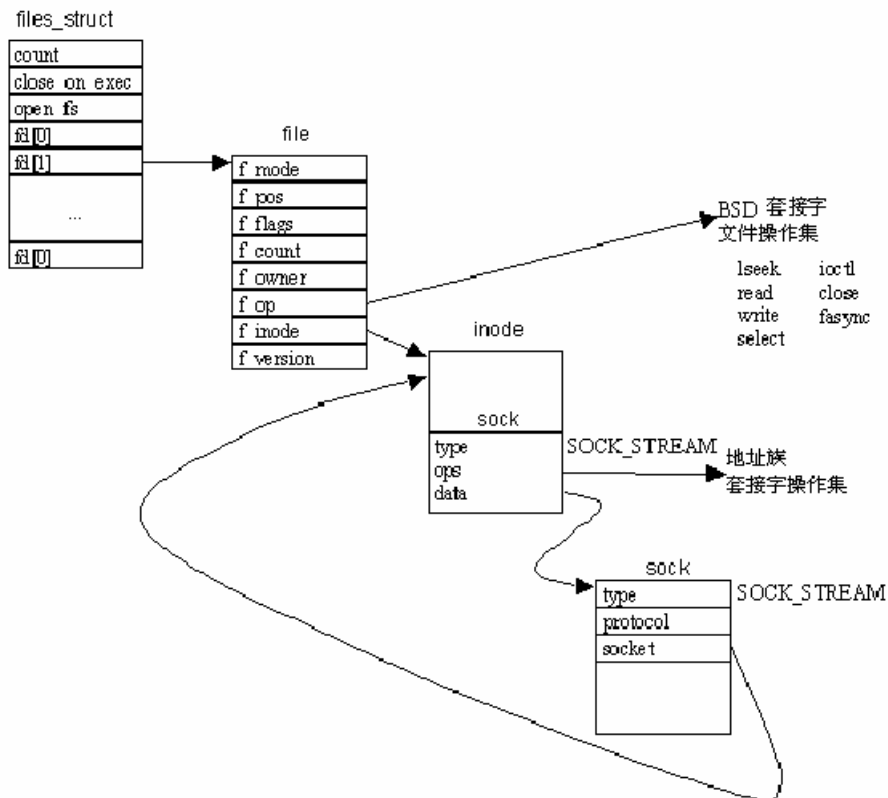 files_struct
count
close on exec
open fs
fd[0]
fd[1]
...
fd[0]
file
f mode
f pos
f flags
f count
f owner
f op
f inode
f version
BSD 套接字
文件操作集
lseek ioctl
read close
write fasync
select
inode
sock
type
ops
data
SOCK_STREAM
地址族
套接字操作集
sock
type
protocol
socket
SOCK_STREAM